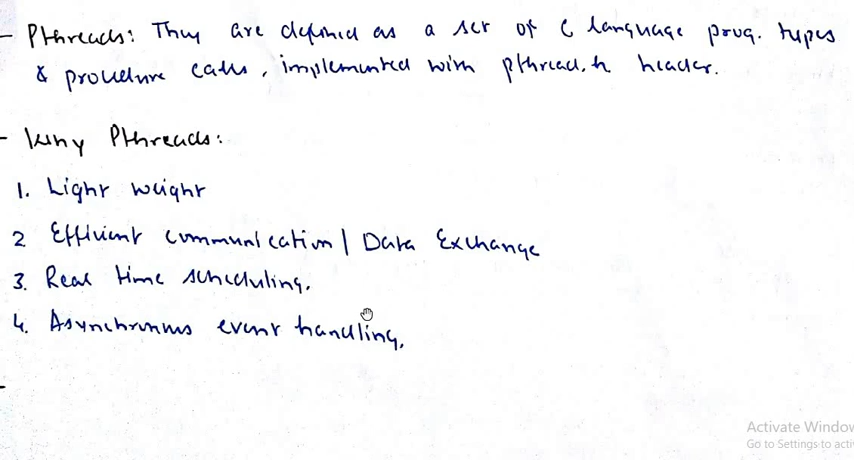 - Pthreads: They are defined as a set of C language prog. types
& procedure calls, implemented with pthread.h header.
- Why Pthreads:
1. Light weight
2 Efficient communication | Data Exchange
3. Real time scheduling.
4. Asynchronous event handling.
-
Activate Window
Go to Settings to activ